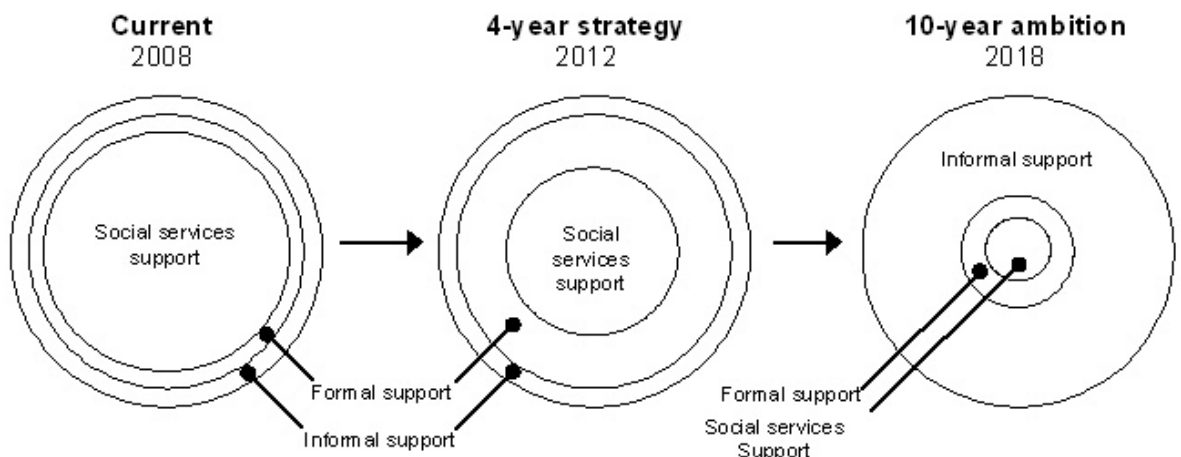 Current
2008
4-year strategy
2012
10-year ambition
2018
Social services
support
Social
services
support
Informal support
Formal support
Informal support
Formal support
Social services
Support